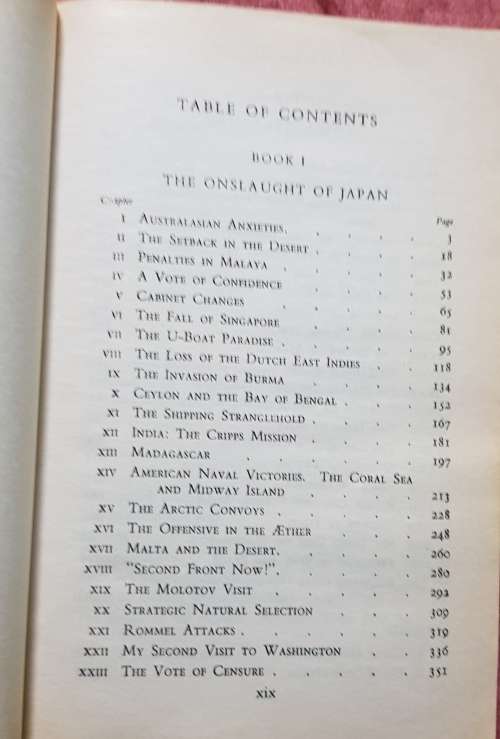 TABLE OF CONTENTS
BOOK I
THE ONSLAUGHT OF JAPAN
Chapter Page
I AUSTRALASIAN ANXIETIES . . . . 3
II THE SETBACK IN THE DESERT . . . . 18
III PENALTIES IN MALAYA . . . . 32
IV A VOTE OF CONFIDENCE . . . 53
V CABINET CHANGES . . . . 65
VI THE FALL OF SINGAPORE . . . 81
VII THE U-BOAT PARADISE . . . . 95
VIII THE LOSS OF THE DUTCH EAST INDIES . . 118
IX THE INVASION OF BURMA . . . 134
X CEYLON AND THE BAY OF BENGAL . . . 152
XI THE SHIPPING STRANGLEHOLD . . . . 167
XII INDIA: THE CRIPPS MISSION . . . . 181
XIII MADAGASCAR . . . . . 197
XIV AMERICAN NAVAL VICTORIES. THE CORAL SEA
AND MIDWAY ISLAND . . . . 213
XV THE ARCTIC CONVOYS . . . . . 228
XVI THE OFFENSIVE IN THE ÆTHER . . . 248
XVII MALTA AND THE DESERT . . . . . 260
XVIII "SECOND FRONT NOW!" . . . . . 280
XIX THE MOLOTOV VISIT . . . . . 292
XX STRATEGIC NATURAL SELECTION . . . 309
XXI ROMMEL ATTACKS . . . . . . 319
XXII MY SECOND VISIT TO WASHINGTON . . 336
XXIII THE VOTE OF CENSURE . . . . . 351
xix